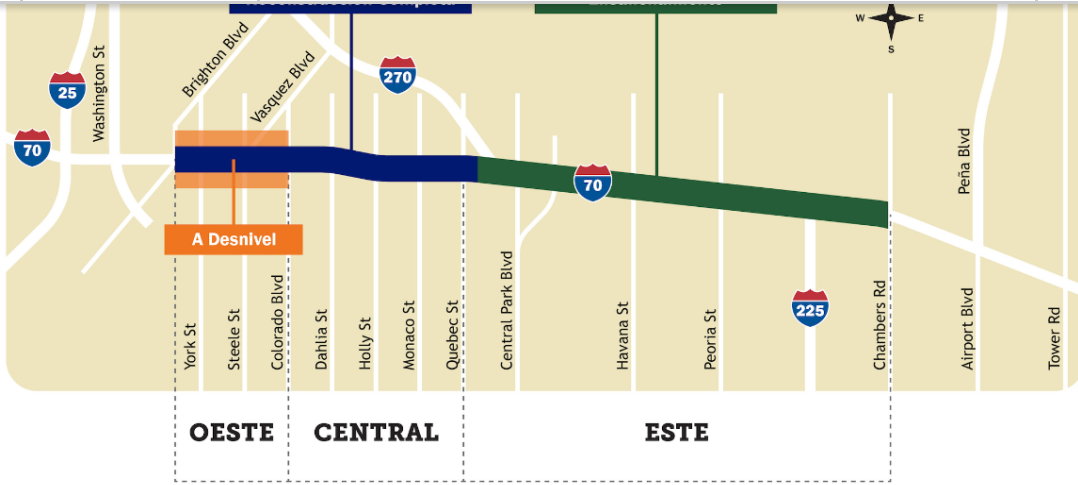 W
E
S
Brighton Blvd
Vasquez Blvd
Washington St
25
270
70
70
Peña Blvd
A Desnivel
225
York St
Steele St
Colorado Blvd
Dahlia St
Holly St
Monaco St
Quebec St
Central Park Blvd
Havana St
Peoria St
Chambers Rd
Airport Blvd
Tower Rd
OESTE
CENTRAL
ESTE